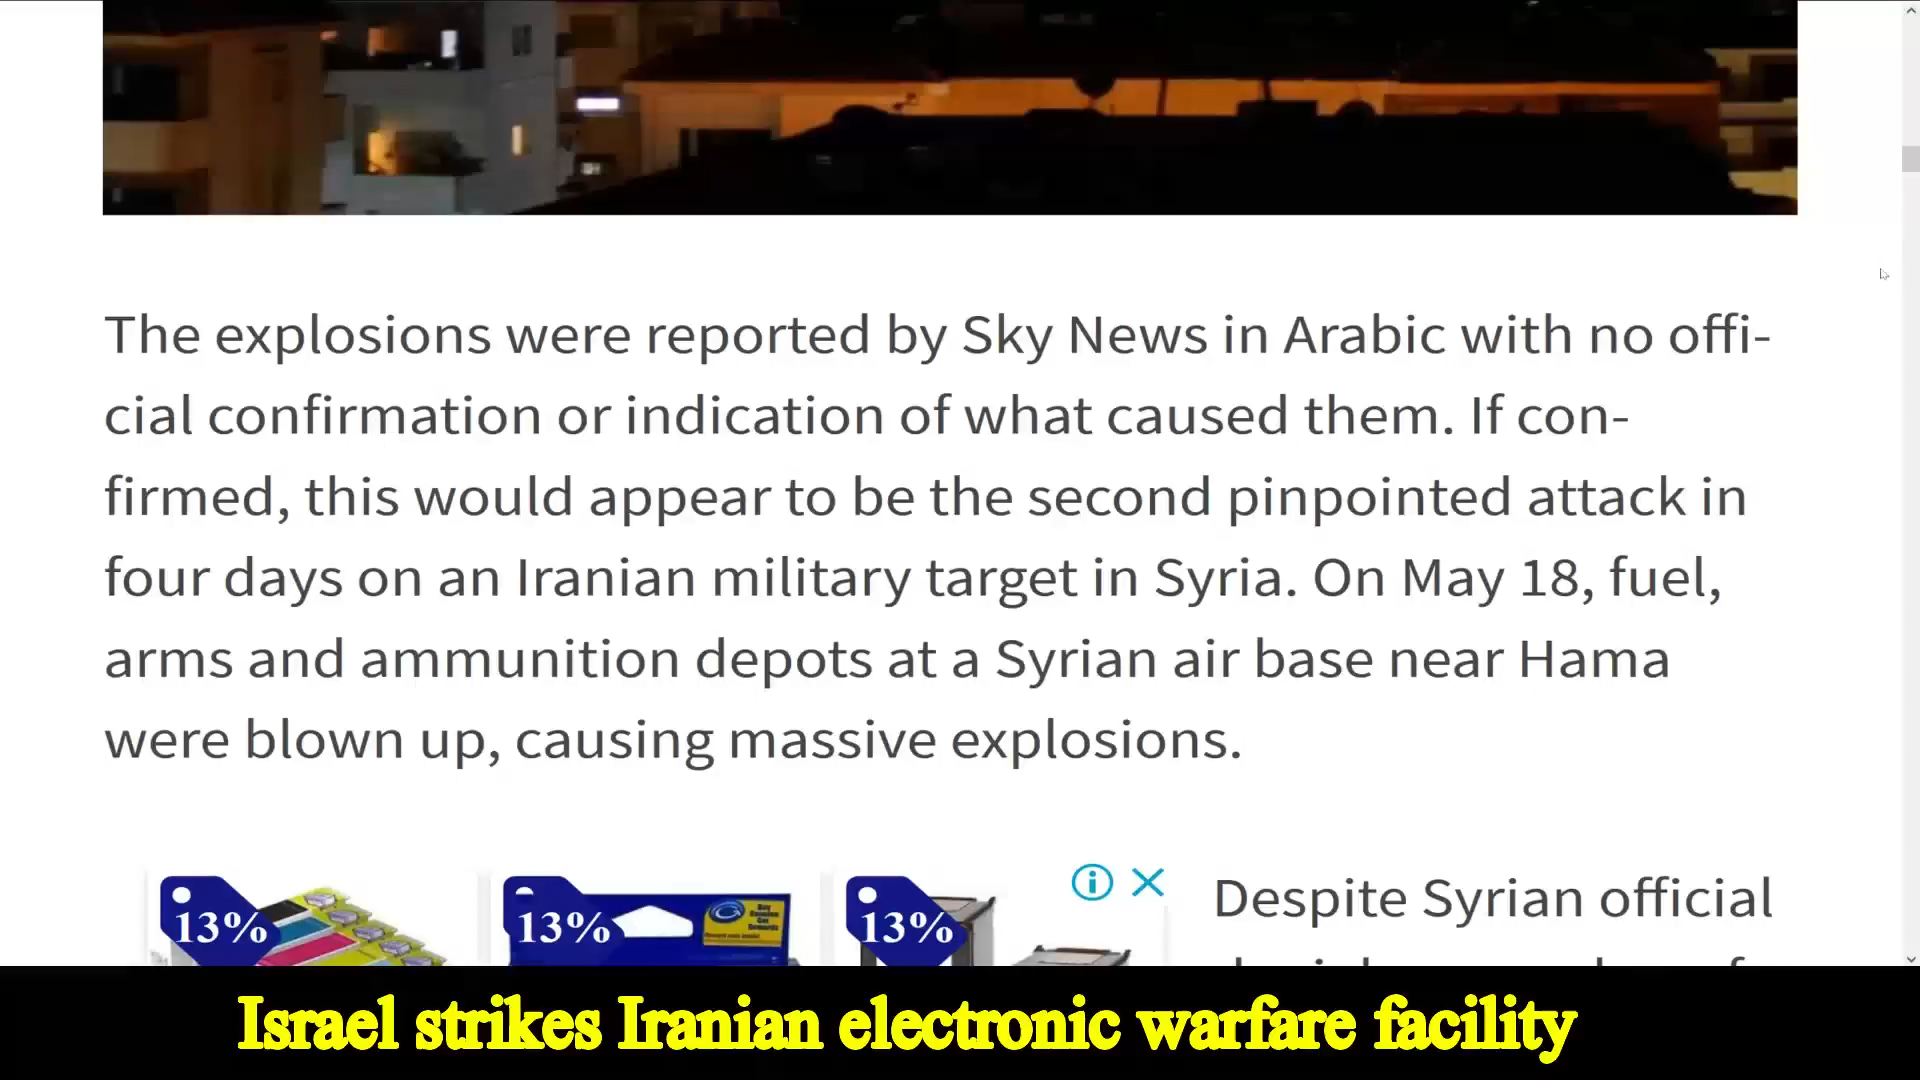 The explosions were reported by Sky News in Arabic with no offi-
cial confirmation or indication of what caused them. If con-
firmed, this would appear to be the second pinpointed attack in
four days on an Iranian military target in Syria. On May 18, fuel,
arms and ammunition depots at a Syrian air base near Hama
were blown up, causing massive explosions.
13%
13%
13%
Despite Syrian official
Israel strikes Iranian electronic warfare facility